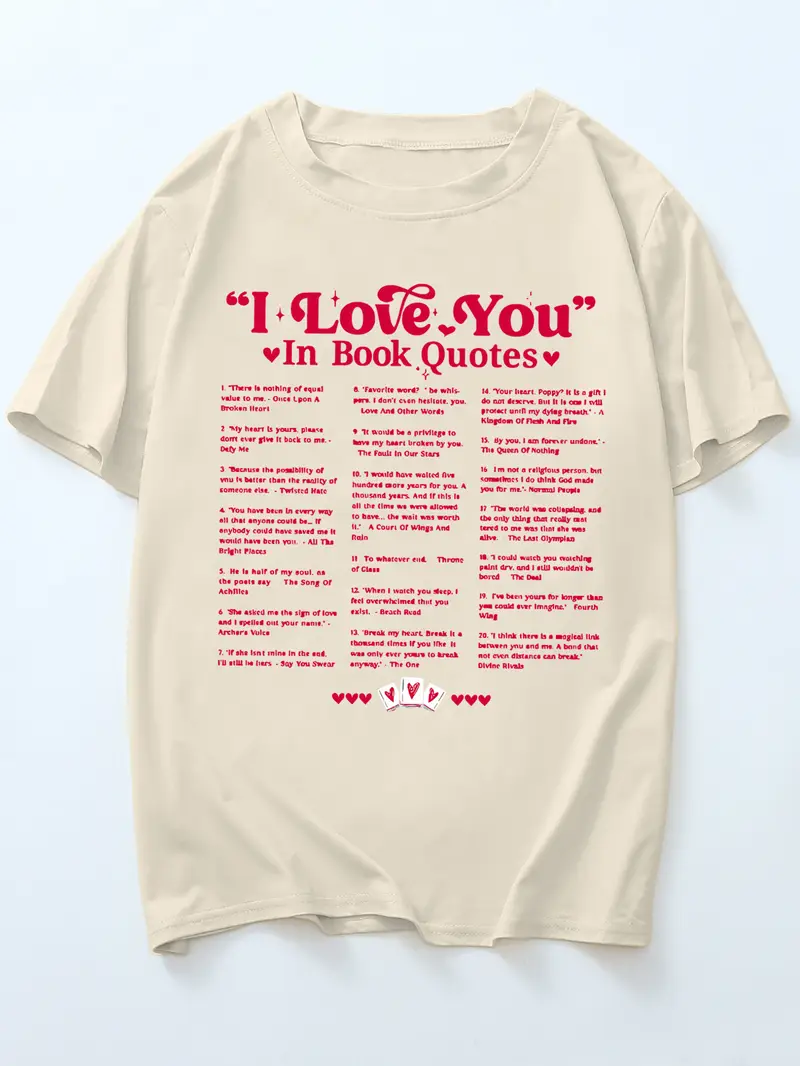 “I Love You”
In Book Quotes
1. "There is nothing of equal
value to me. - Once Upon A
Broken Heart
2 "My heart is yours, please
don't ever give it back to me. -
Defy Me
3 "Because the possibility of
you is better than the reality of
someone else. - Twisted Hate
4. "You have been in every way
all that anyone could be... If
anybody could have saved me it
would have been you. - All The
Bright Places
5. He is half of my soul, as
the poets say The Song Of
Achilles
6 "She asked me the sign of love
and I spelled out your name." -
Archer's Voice
7. "If she isn't mine in the end,
I'll still be hers - Say You Swear
8. "Favorite word? " he whis-
pers. I don't even hesitate. you.
Love And Other Words
9 "It would be a privilege to
have my heart broken by you.
The Fault In Our Stars
10. "I would have waited five
hundred more years for you. A
thousand years. And if this is
all the time we were allowed
to have... the wait was worth
it." A Court Of Wings And
Ruin
11 To whatever end. Throne
of Glass
12. "When I watch you sleep, I
feel overwhelmed that you
exist. - Beach Read
13. "Break my heart. Break it a
thousand times if you like. It
was only ever yours to break
anyway." - The One
14. "Your heart, Poppy? It is a gift I
do not deserve. But it is one I will
protect until my dying breath." - A
Kingdom Of Flesh And Fire
15. By you, I am forever undone." -
The Queen Of Nothing
16 I'm not a religious person, but
sometimes I do think God made
you for me."- Normal People
17 "The world was collapsing, and
the only thing that really mat
tered to me was that she was
alive. The Last Olympian
18. "I could watch you watching
paint dry, and I still wouldn't be
bored The Deal
19. I've been yours for longer than
you could ever imagine." Fourth
Wing
20. "I think there is a magical link
between you and me. A bond that
not even distance can break."
Divine Rivals